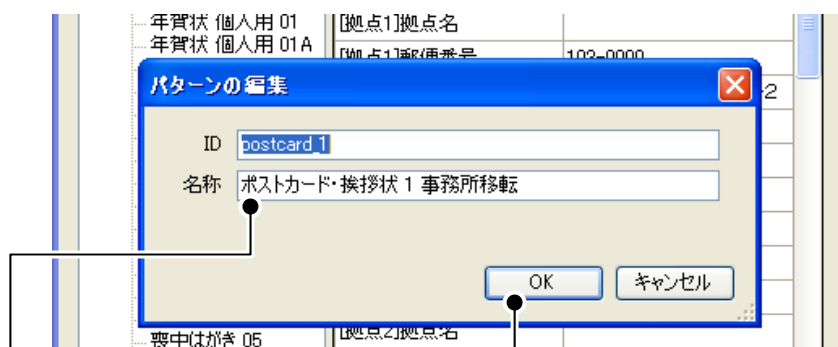 年賀状 個人用 01
[拠点1]拠点名
年賀状 個人用 01A
[拠点1]郵便番号
102-0000
パターンの編集
-2
ID
postcard_1
名称
ポストカード・挨拶状 1 事務所移転
OK
キャンセル
[拠点2]拠点名
喪中はがき 05